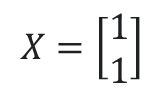 X = [1
1]